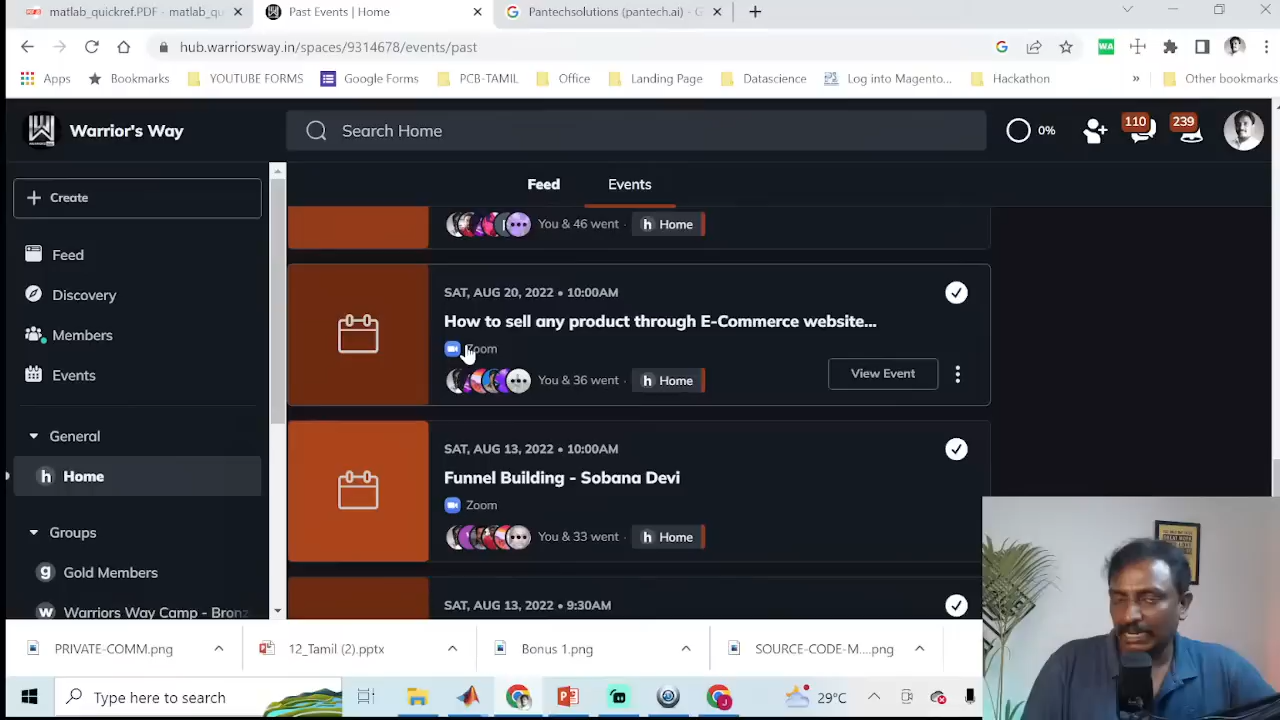 matlab_quickref.PDF - matlab_qu
Past Events | Home
Pantechsolutions (pantech.ai) - G
hub.warriorsway.in/spaces/9314678/events/past
WA
Apps
Bookmarks
YOUTUBE FORMS
Google Forms
PCB-TAMIL
Office
Landing Page
Datascience
Log into Magento...
Hackathon
Other bookmarks
Warrior's Way
Search Home
0%
110
239
Create
Feed
Events
Feed
Discovery
Members
Events
General
Home
Groups
Gold Members
Warriors Way Camp - Bronz
You & 46 went · Home
SAT, AUG 20, 2022 • 10:00AM
How to sell any product through E-Commerce website...
Zoom
You & 36 went · Home
View Event
SAT, AUG 13, 2022 • 10:00AM
Funnel Building - Sobana Devi
Zoom
You & 33 went · Home
SAT, AUG 13, 2022 • 9:30AM
PRIVATE-COMM.png
12_Tamil (2).pptx
Bonus 1.png
SOURCE-CODE-M....png
Type here to search
29°C